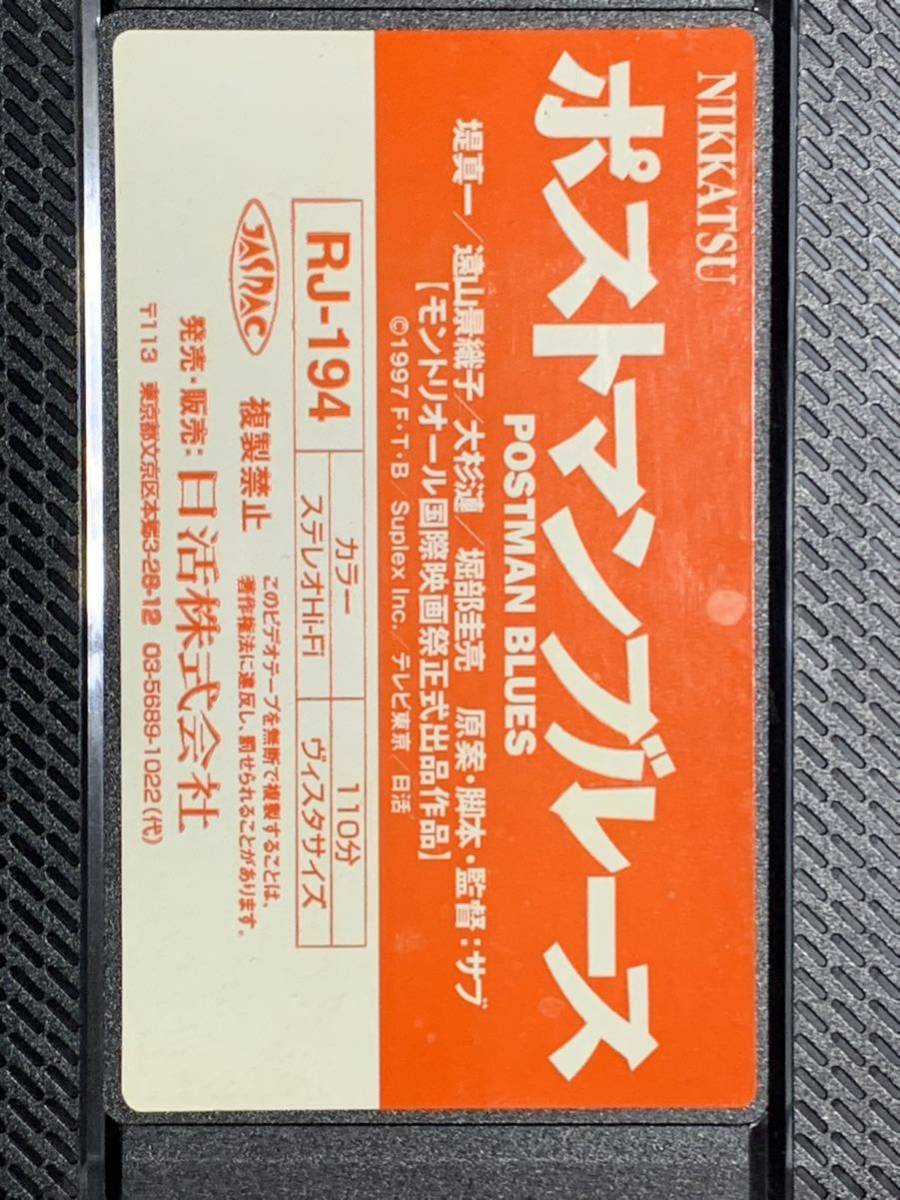 NIKKATSU
ポストマンブルース
POSTMAN BLUES
堤真一/遠山景織子/大杉漣/堀部圭亮 原案・脚本・監督:サブ
【モントリオール国際映画祭正式出品作品】
©1997 F・T・B/Suplex Inc./テレビ東京/日活
RJ-194 カラー 110分
ステレオHi-Fi ヴィスタサイズ
JASRAC 複製禁止 このビデオテープを無断で複製することは、
著作権法に違反し、罰せられることがあります。
発売・販売:日活株式会社
〒113 東京都文京区本郷3-28-12 03-5689-1022(代)